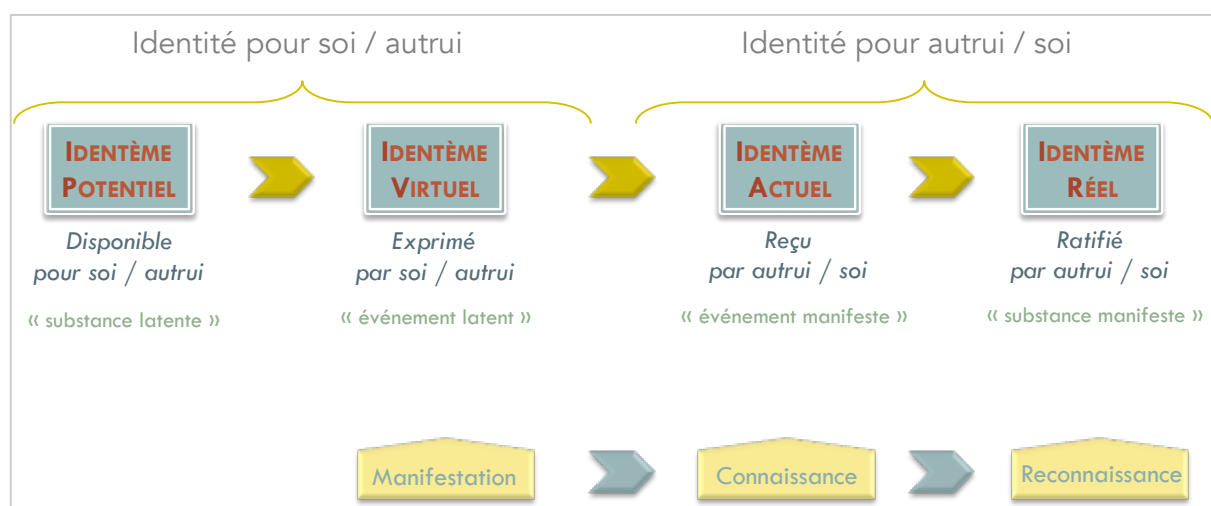 Identité pour soi / autrui
Identité pour autrui / soi
IDENTÈME
POTENTIEL
IDENTÈME
VIRTUEL
IDENTÈME
ACTUEL
IDENTÈME
RÉEL
Disponible
pour soi / autrui
Exprimé
par soi / autrui
Reçu
par autrui / soi
Ratifié
par autrui / soi
« substance latente »
« événement latent »
« événement manifeste »
« substance manifeste »
Manifestation
Connaissance
Reconnaissance